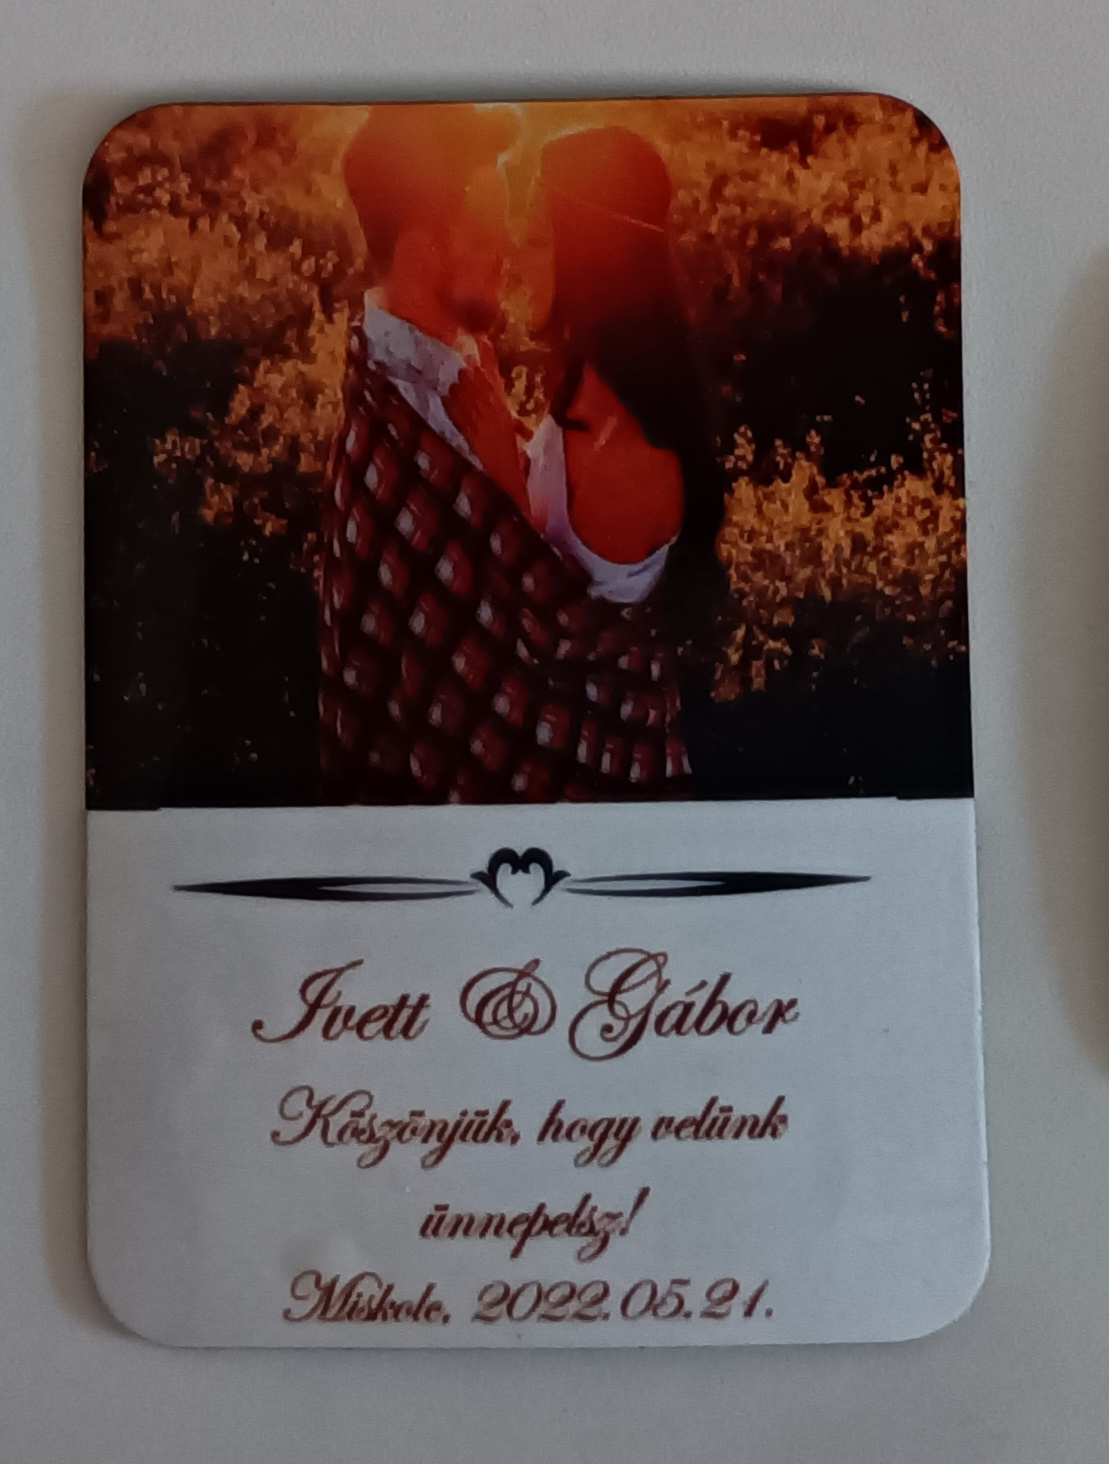 Ivett & Gábor
Köszönjük, hogy velünk
ünnepelsz!
Miskolc, 2022.05.21.